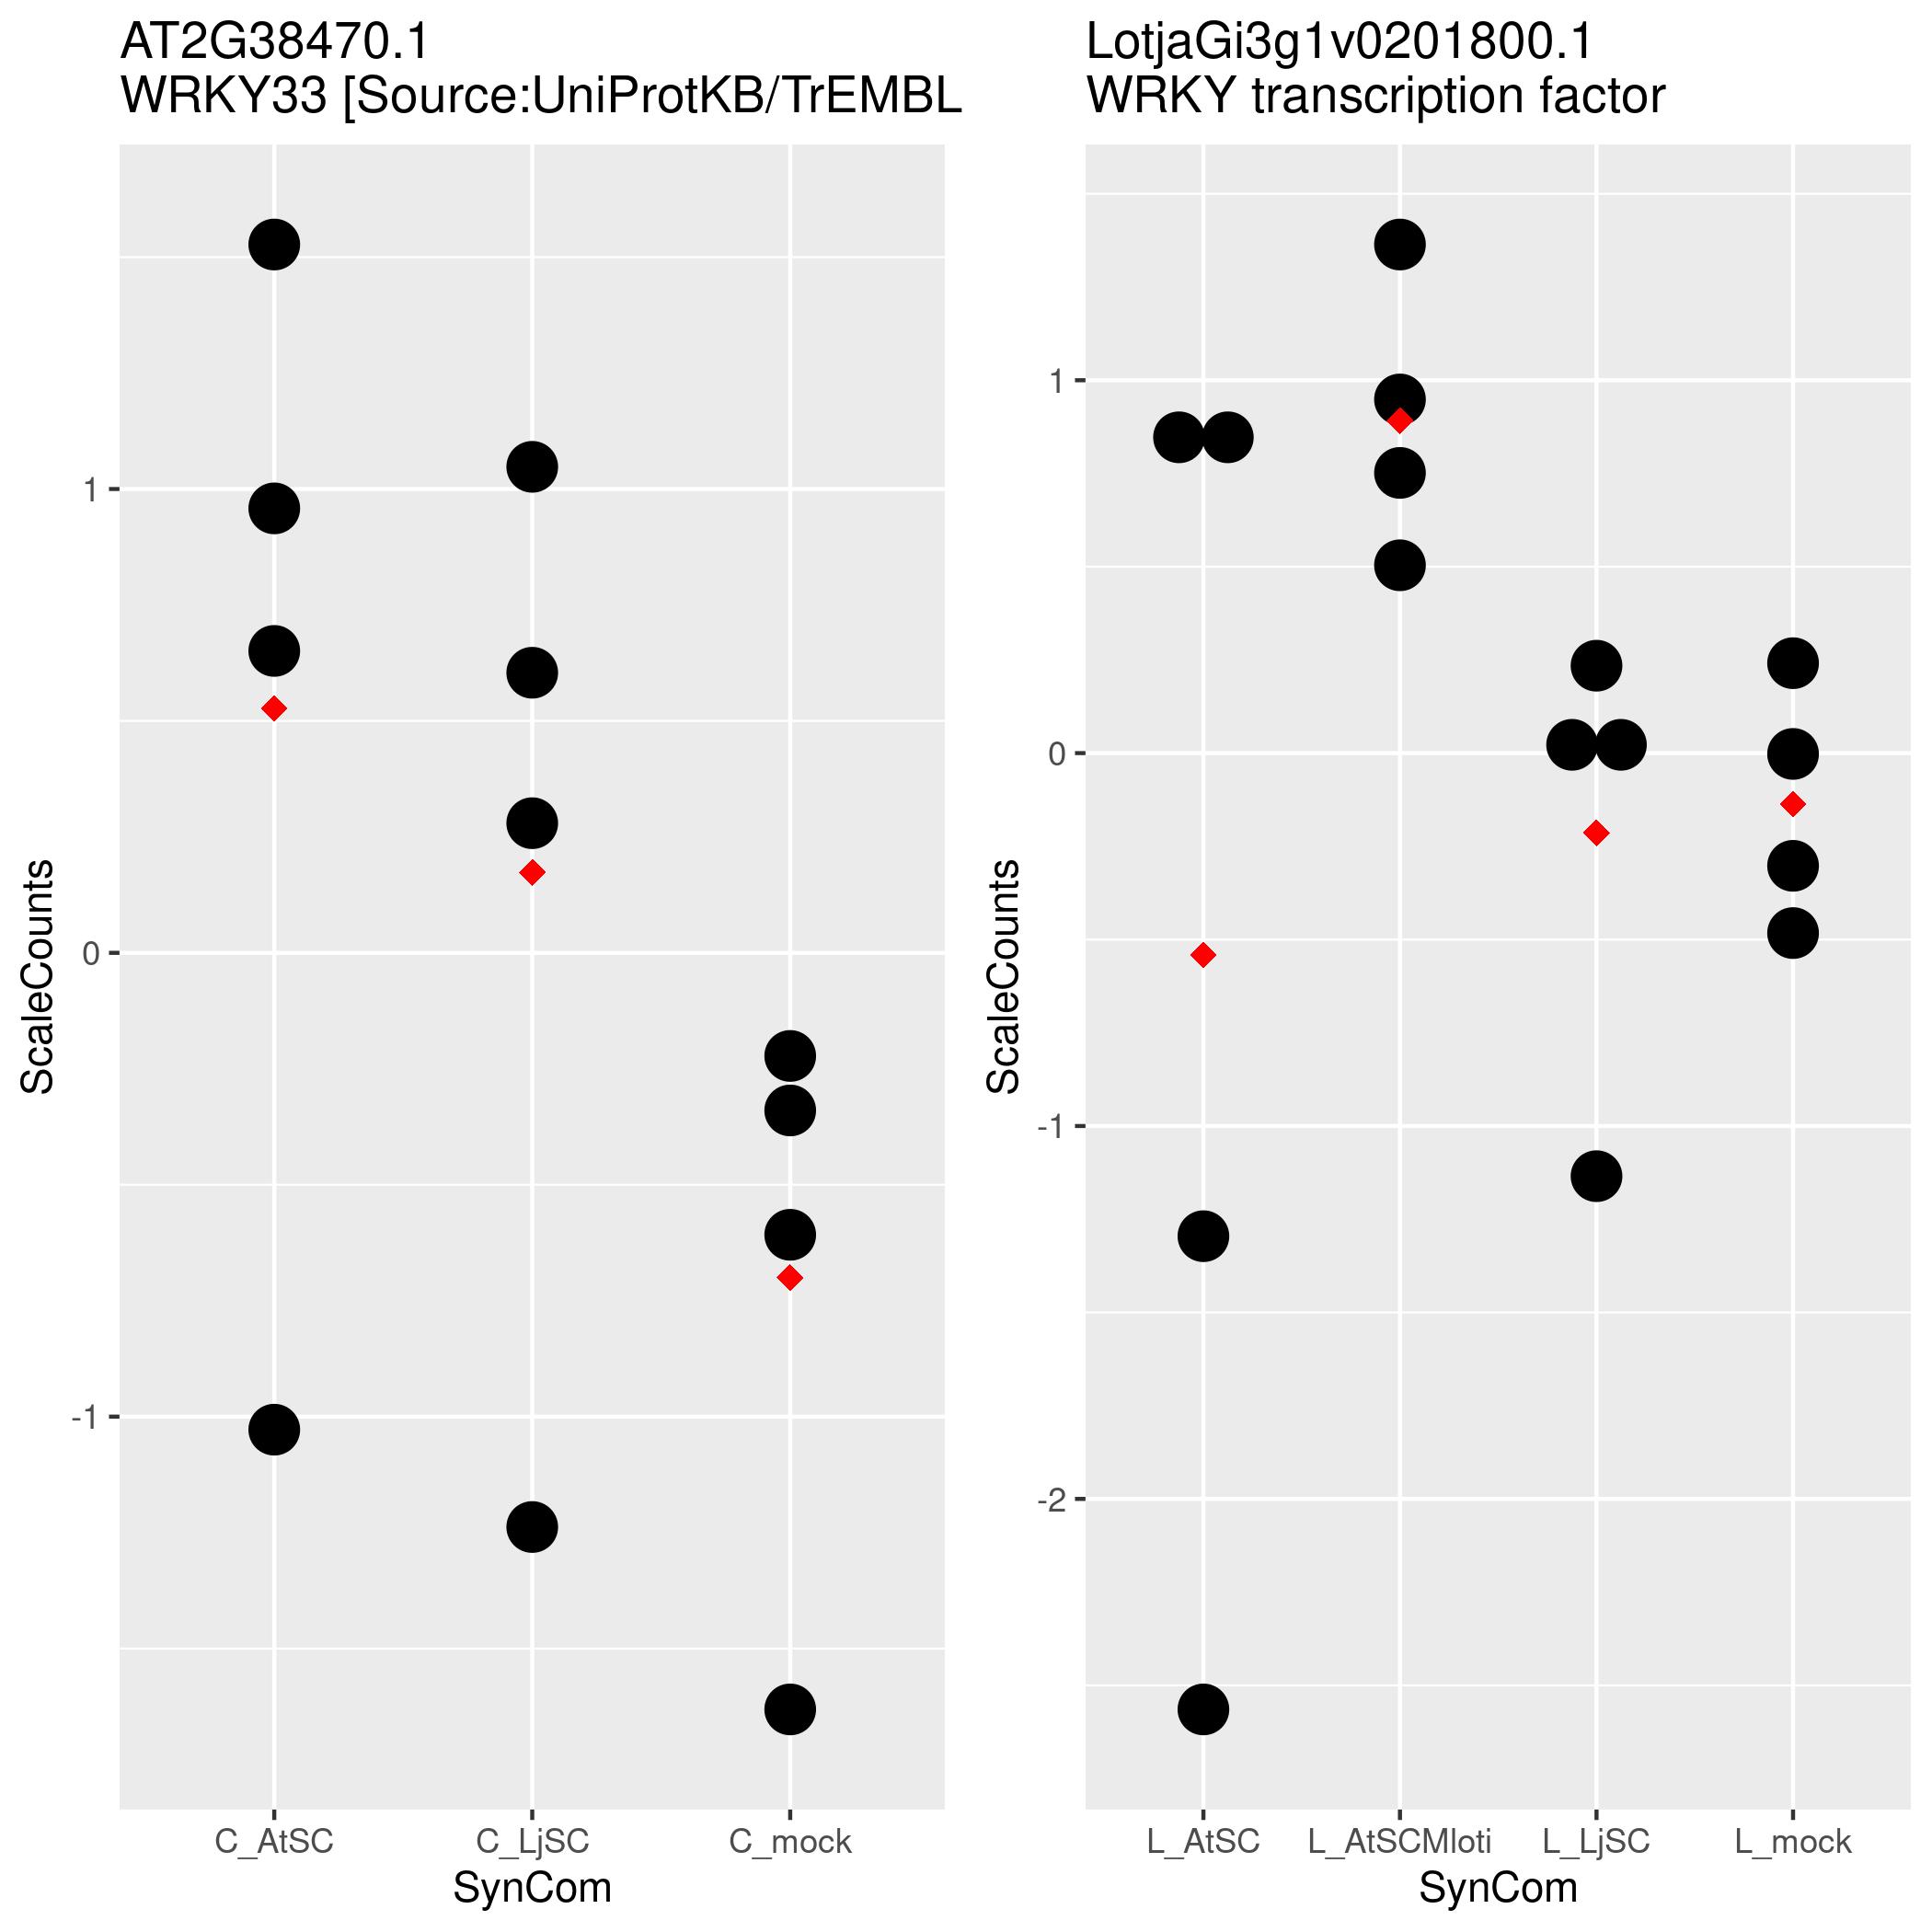 AT2G38470.1
WRKY33 [Source:UniProtKB/TrEMBL
ScaleCounts
1
0
-1
C_AtSC
C_LjSC
C_mock
SynCom
LotjaGi3g1v0201800.1
WRKY transcription factor
ScaleCounts
1
0
-1
-2
L_AtSC
L_AtSCMloti
L_LjSC
L_mock
SynCom